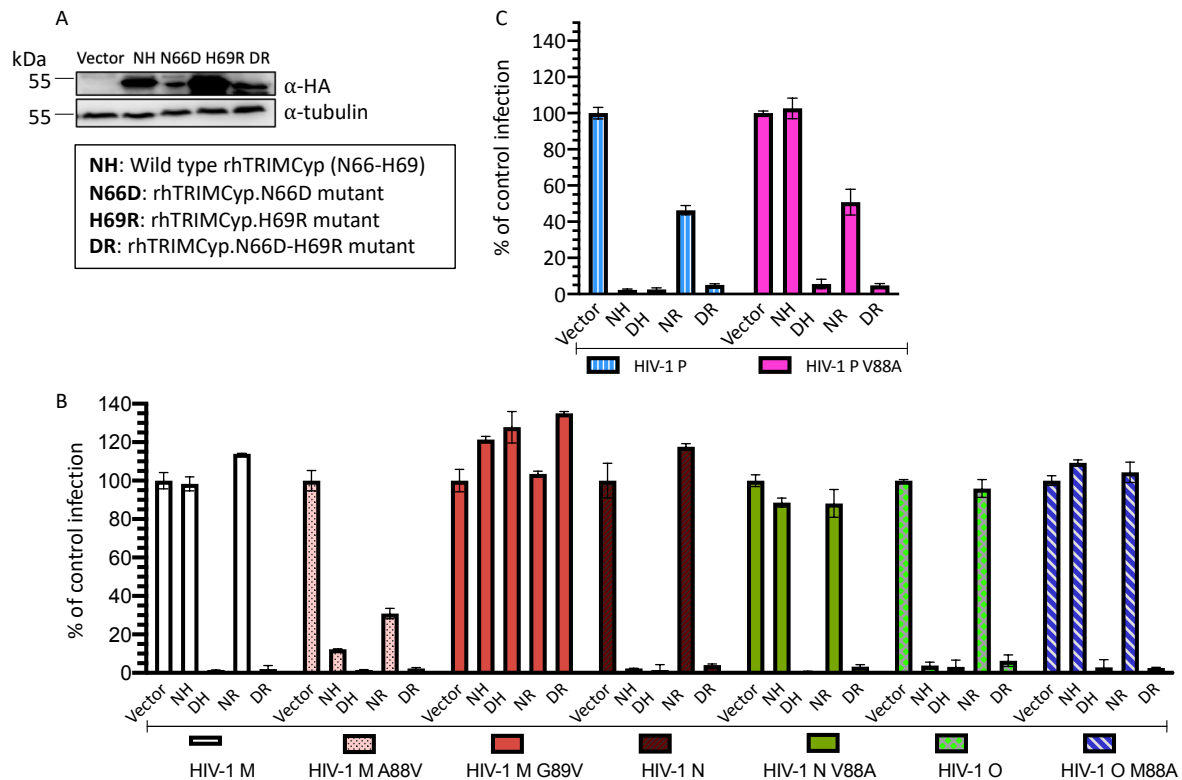 A
kDa
Vector NH N66D H69R DR
55
α-HA
55
α-tubulin
NH: Wild type rhTRIMCyp (N66-H69)
N66D: rhTRIMCyp.N66D mutant
H69R: rhTRIMCyp.H69R mutant
DR: rhTRIMCyp.N66D-H69R mutant
C
% of control infection
140
120
100
80
60
40
20
0
Vector NH DH NR DR Vector NH DH NR DR
HIV-1 P HIV-1 P V88A
B
% of control infection
140
120
100
80
60
40
20
0
Vector NH DH NR DR Vector NH DH NR DR Vector NH DH NR DR Vector NH DH NR DR Vector NH DH NR DR Vector NH DH NR DR Vector NH DH NR DR
HIV-1 M HIV-1 M A88V HIV-1 M G89V HIV-1 N HIV-1 N V88A HIV-1 O HIV-1 O M88A